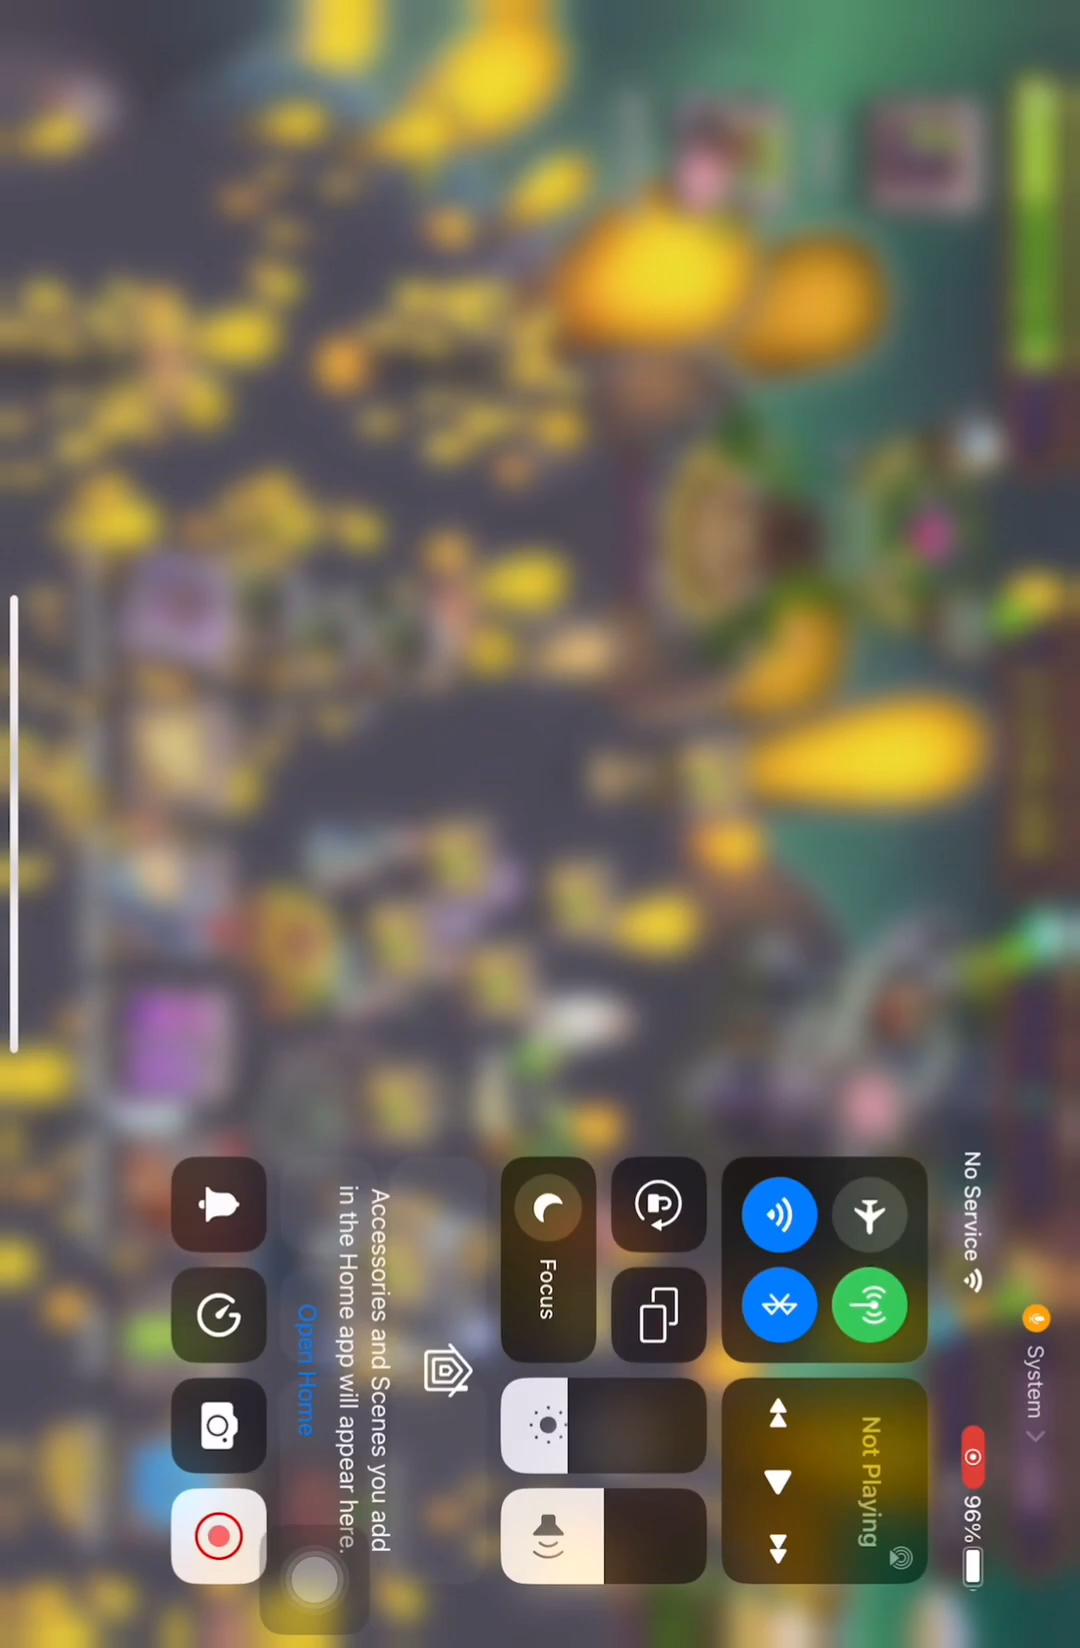 System
No Service
96%
Not Playing
Focus
Accessories and Scenes you add
in the Home app will appear here.
Open Home